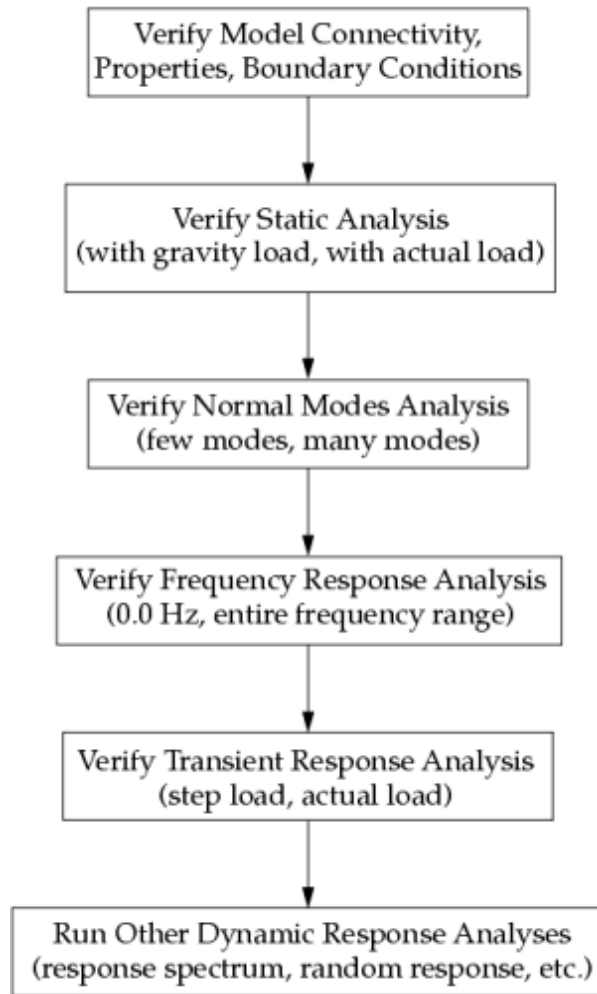 Verify Model Connectivity,
Properties, Boundary Conditions
Verify Static Analysis
(with gravity load, with actual load)
Verify Normal Modes Analysis
(few modes, many modes)
Verify Frequency Response Analysis
(0.0 Hz, entire frequency range)
Verify Transient Response Analysis
(step load, actual load)
Run Other Dynamic Response Analyses
(response spectrum, random response, etc.)